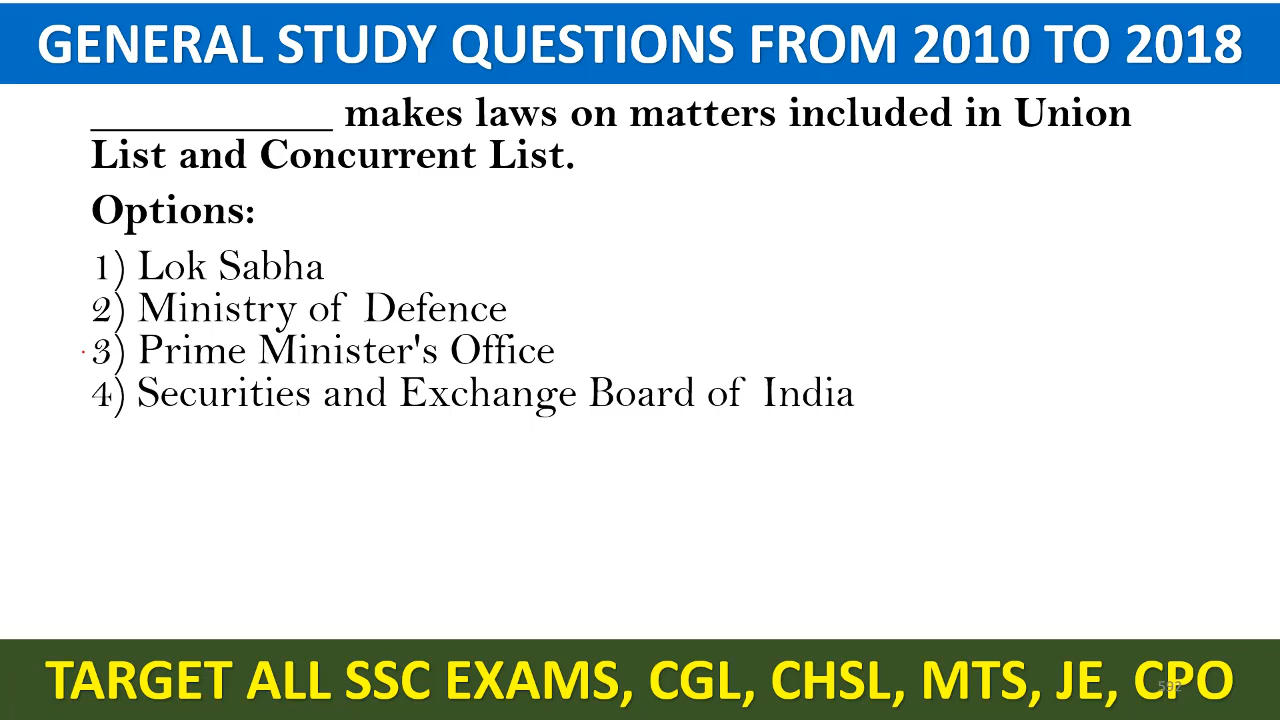 GENERAL STUDY QUESTIONS FROM 2010 TO 2018
___________ makes laws on matters included in Union
List and Concurrent List.
Options:
1) Lok Sabha
2) Ministry of Defence
3) Prime Minister's Office
4) Securities and Exchange Board of India
TARGET ALL SSC EXAMS, CGL, CHSL, MTS, JE, CPO
592